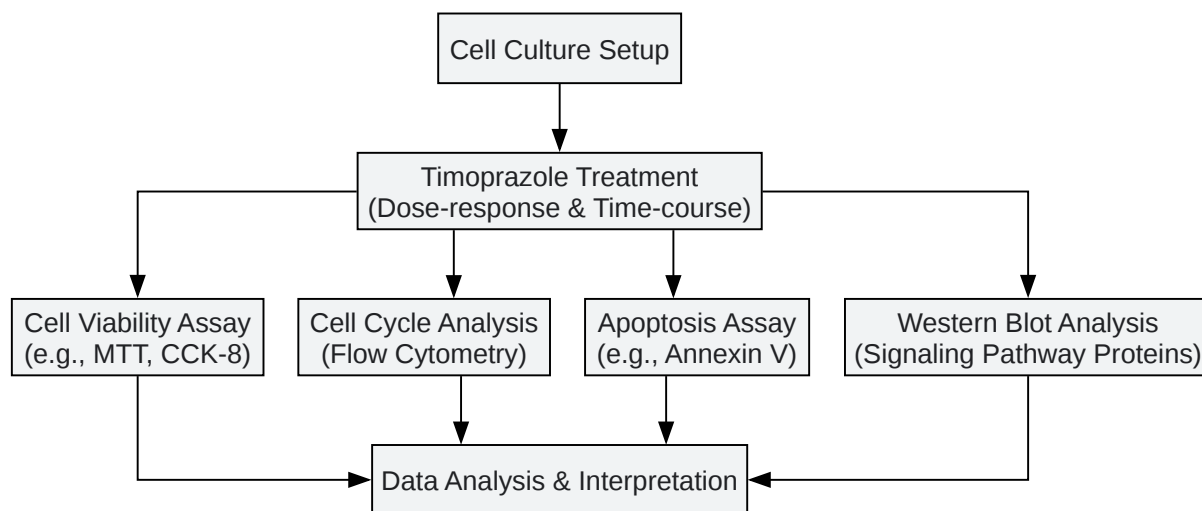 Cell Culture Setup
Timoprazole Treatment
(Dose-response & Time-course)
Cell Viability Assay
(e.g., MTT, CCK-8)
Cell Cycle Analysis
(Flow Cytometry)
Apoptosis Assay
(e.g., Annexin V)
Western Blot Analysis
(Signaling Pathway Proteins)
Data Analysis & Interpretation